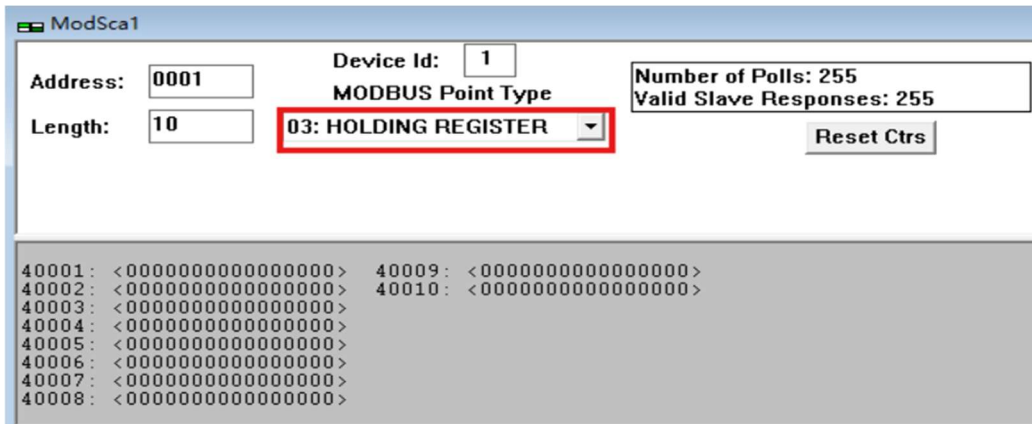 ModSca1
Device Id: 1
Address: 0001
MODBUS Point Type
Length: 10
03: HOLDING REGISTER
Number of Polls: 255
Valid Slave Responses: 255
Reset Ctrs
40001: <0000000000000000> 40009: <0000000000000000>
40002: <0000000000000000> 40010: <0000000000000000>
40003: <0000000000000000>
40004: <0000000000000000>
40005: <0000000000000000>
40006: <0000000000000000>
40007: <0000000000000000>
40008: <0000000000000000>